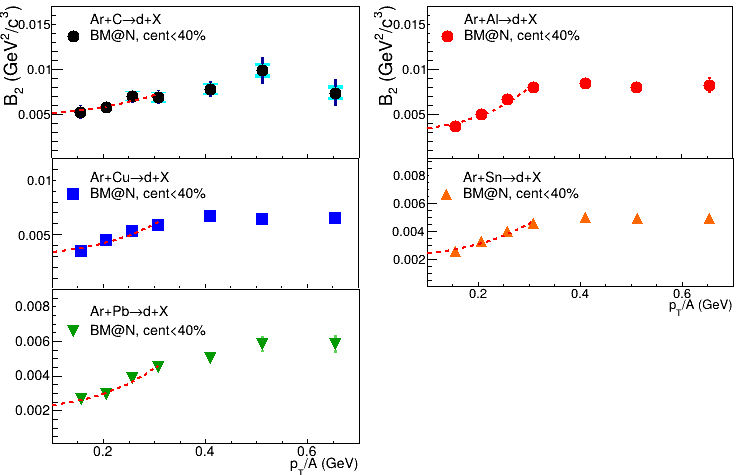 B₂ (GeV²/c³)
0.015
0.01
0.005
Ar+C→d+X
BM@N, cent<40%
B₂ (GeV²/c³)
0.015
0.01
0.005
Ar+Al→d+X
BM@N, cent<40%
0.01
0.005
Ar+Cu→d+X
BM@N, cent<40%
0.008
0.006
0.004
0.002
Ar+Sn→d+X
BM@N, cent<40%
0.2 0.4 0.6
p_T/A (GeV)
0.008
0.006
0.004
0.002
Ar+Pb→d+X
BM@N, cent<40%
0.2 0.4 0.6
p_T/A (GeV)